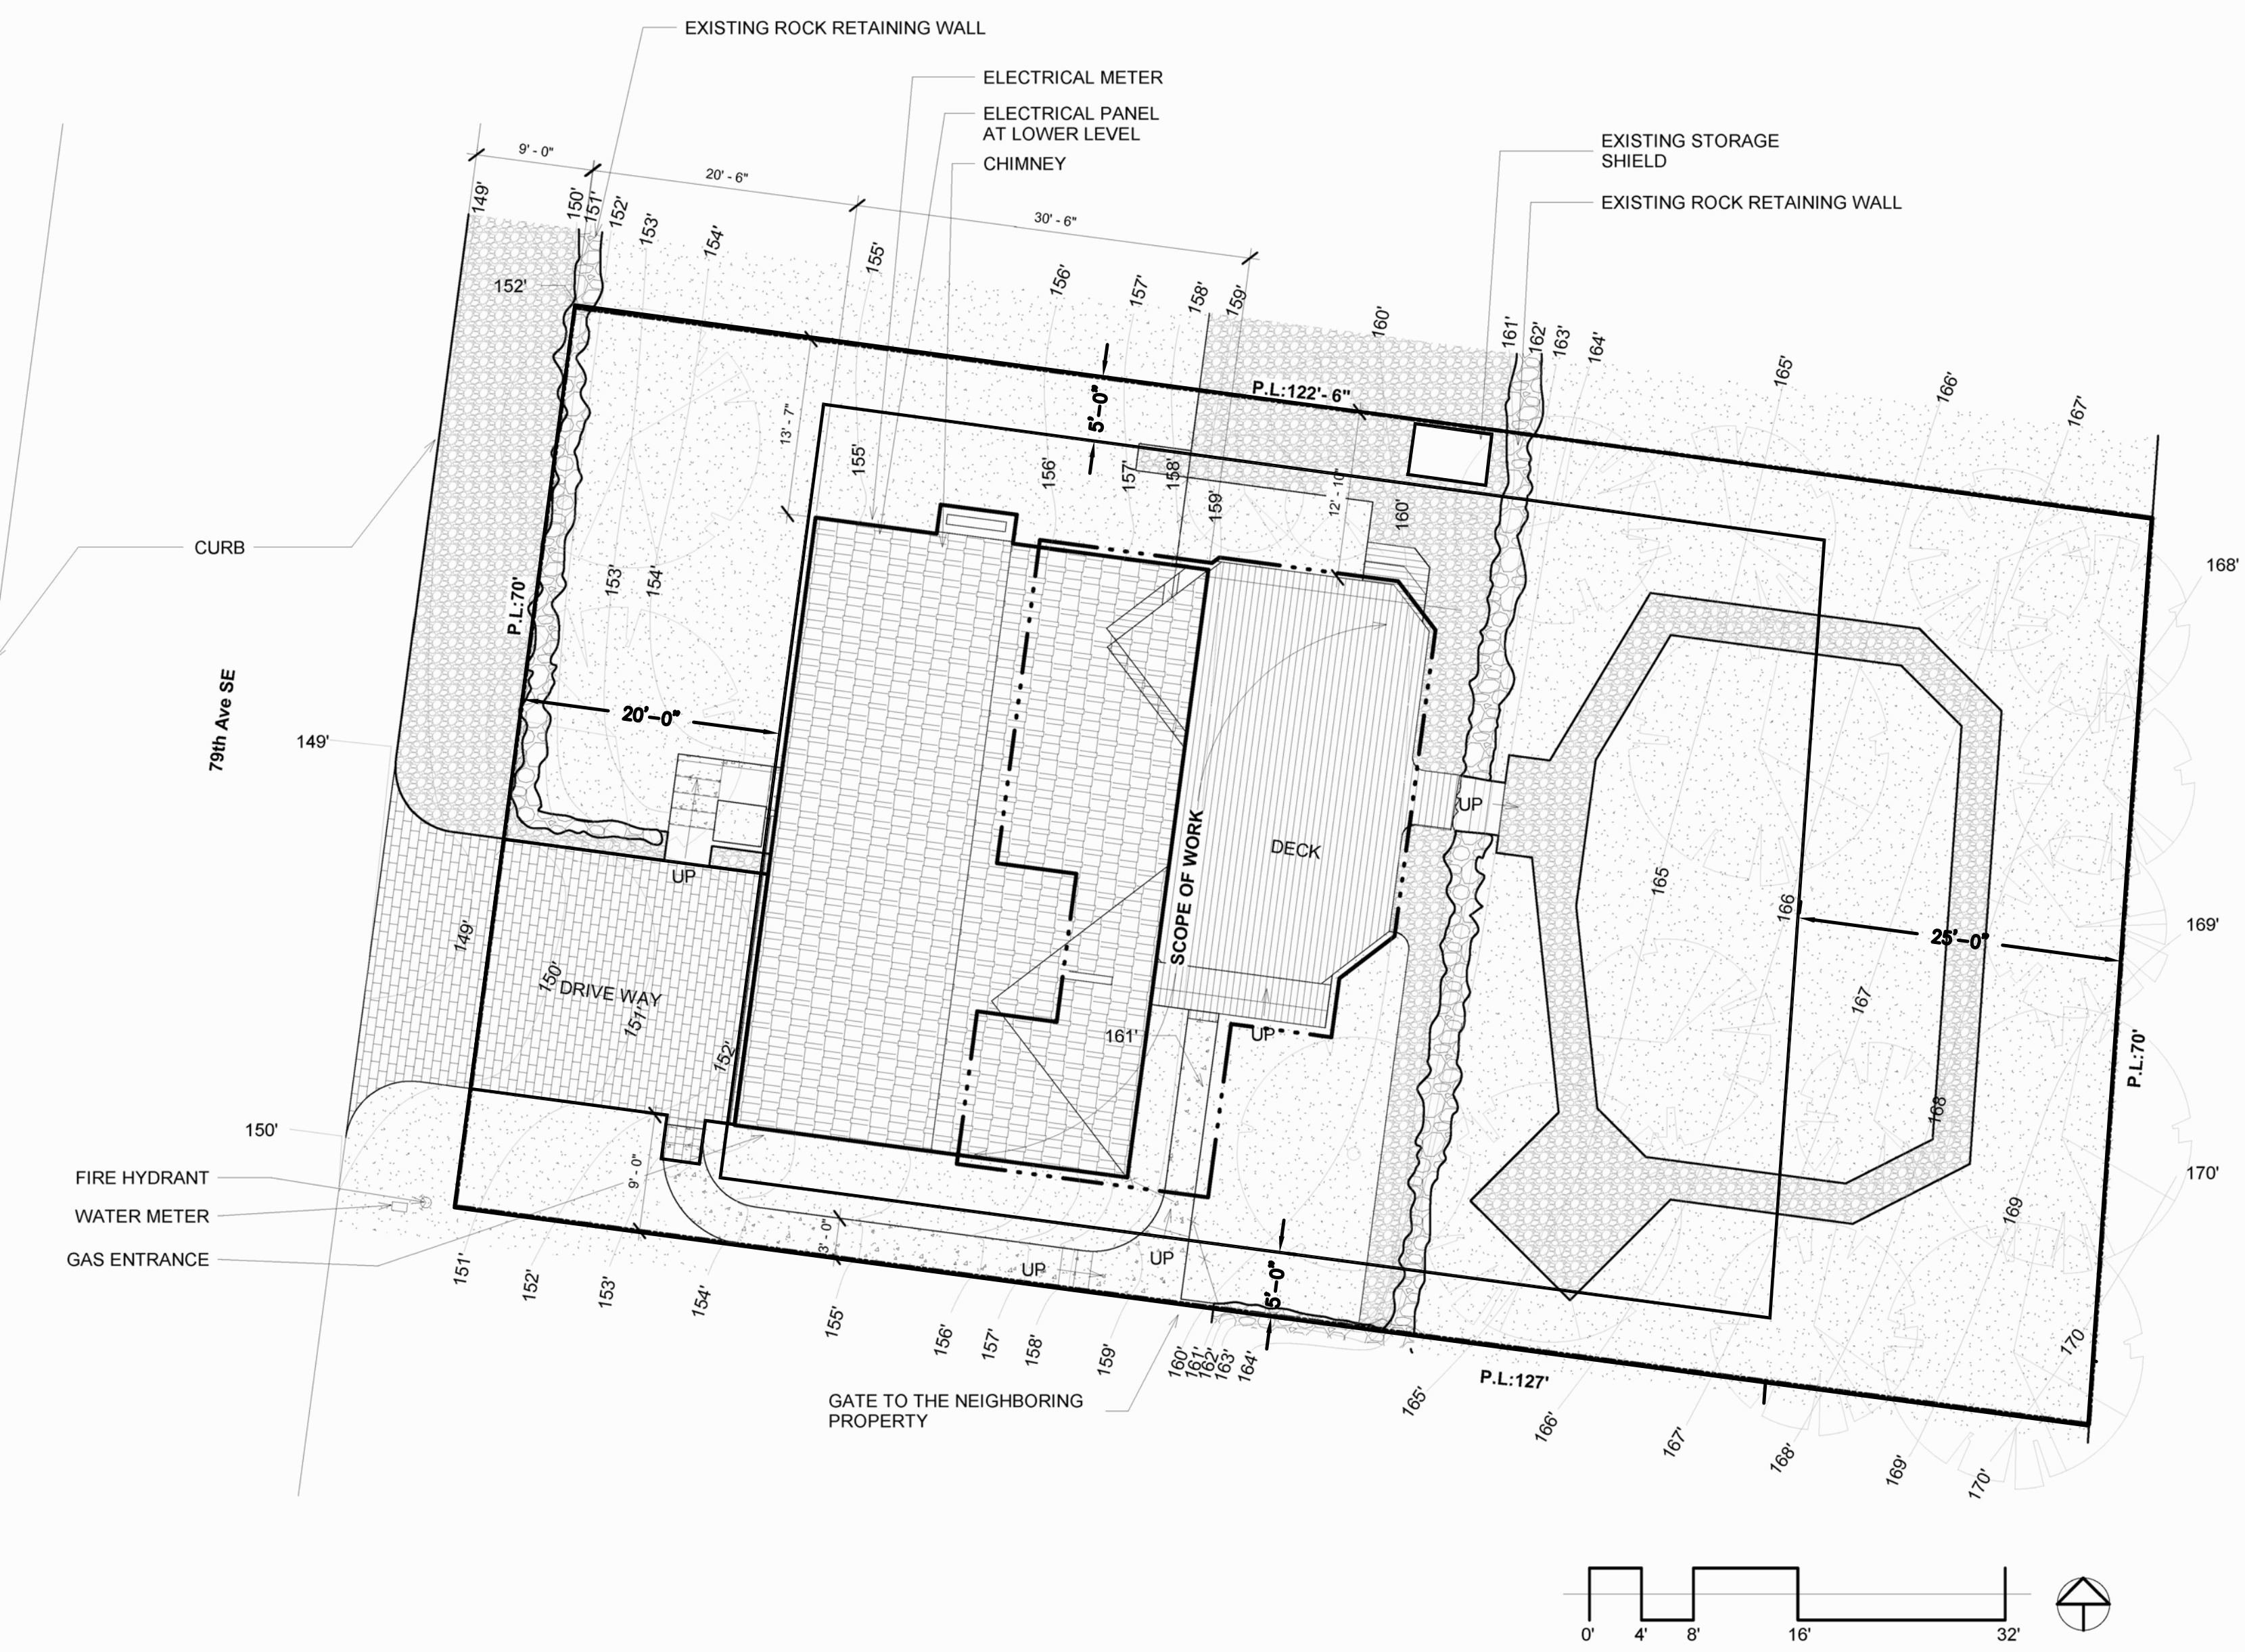 EXISTING ROCK RETAINING WALL
ELECTRICAL METER
ELECTRICAL PANEL
AT LOWER LEVEL
CHIMNEY
EXISTING STORAGE
SHIELD
EXISTING ROCK RETAINING WALL
9' - 0"
20' - 6"
30' - 6"
149'
150'
151'
152'
153'
154'
155'
156'
157'
158'
159'
160'
161'
162'
163'
164'
165'
166'
167'
152'
P.L:122'- 6"
5'-0"
13' - 7"
12' - 10"
155'
156'
157'
158'
159'
160'
168'
CURB
153'
154'
P.L:70'
20'-0"
79th Ave SE
149'
UP
DECK
SCOPE OF WORK
UP
165'
166'
25'-0"
169'
149'
150'
DRIVE WAY
151'
152'
161'
UP
167'
P.L:70'
168'
169'
170'
170'
150'
FIRE HYDRANT
WATER METER
GAS ENTRANCE
9' - 0"
3' - 0"
UP
UP
5'-0"
151'
152'
153'
154'
155'
156'
157'
158'
159'
160'
161'
162'
163'
164'
165'
166'
167'
168'
169'
170'
P.L:127'
GATE TO THE NEIGHBORING
PROPERTY
0' 4' 8' 16' 32'